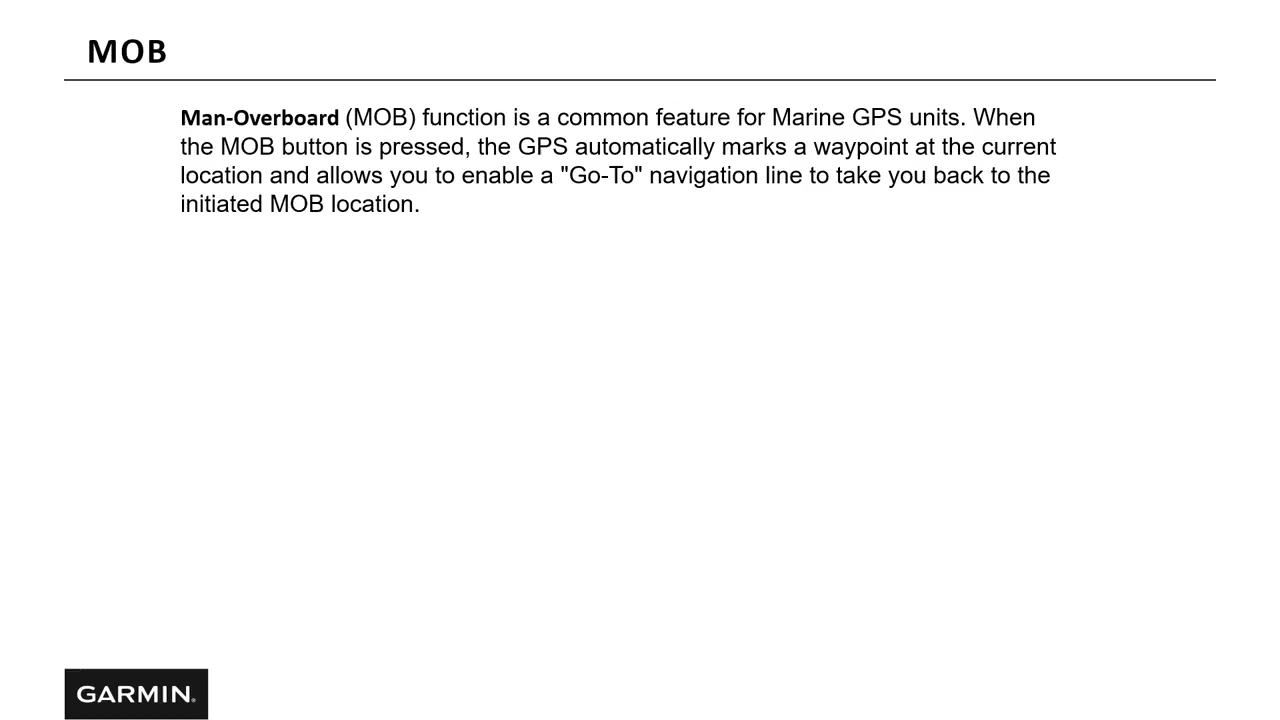 MOB
Man-Overboard (MOB) function is a common feature for Marine GPS units. When
the MOB button is pressed, the GPS automatically marks a waypoint at the current
location and allows you to enable a "Go-To" navigation line to take you back to the
initiated MOB location.
GARMIN®